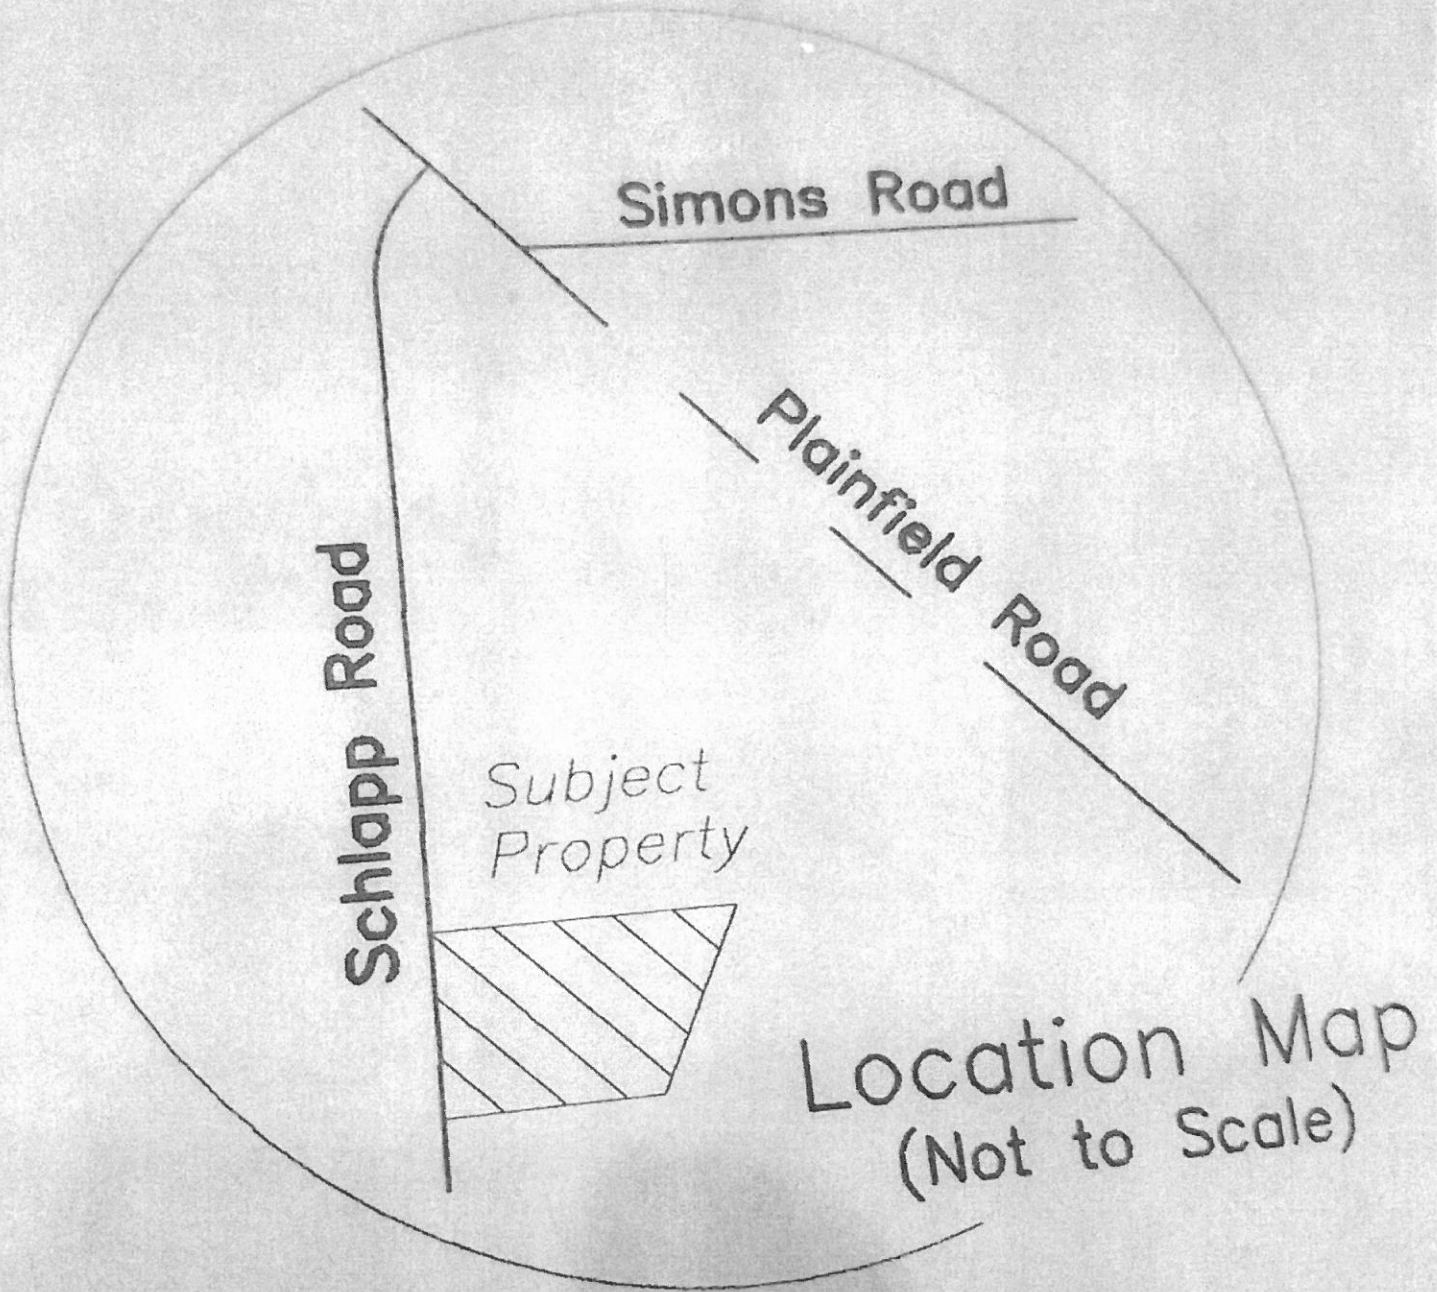 Simons Road
Plainfield Road
Schlapp Road
Subject
Property
Location Map
(Not to Scale)